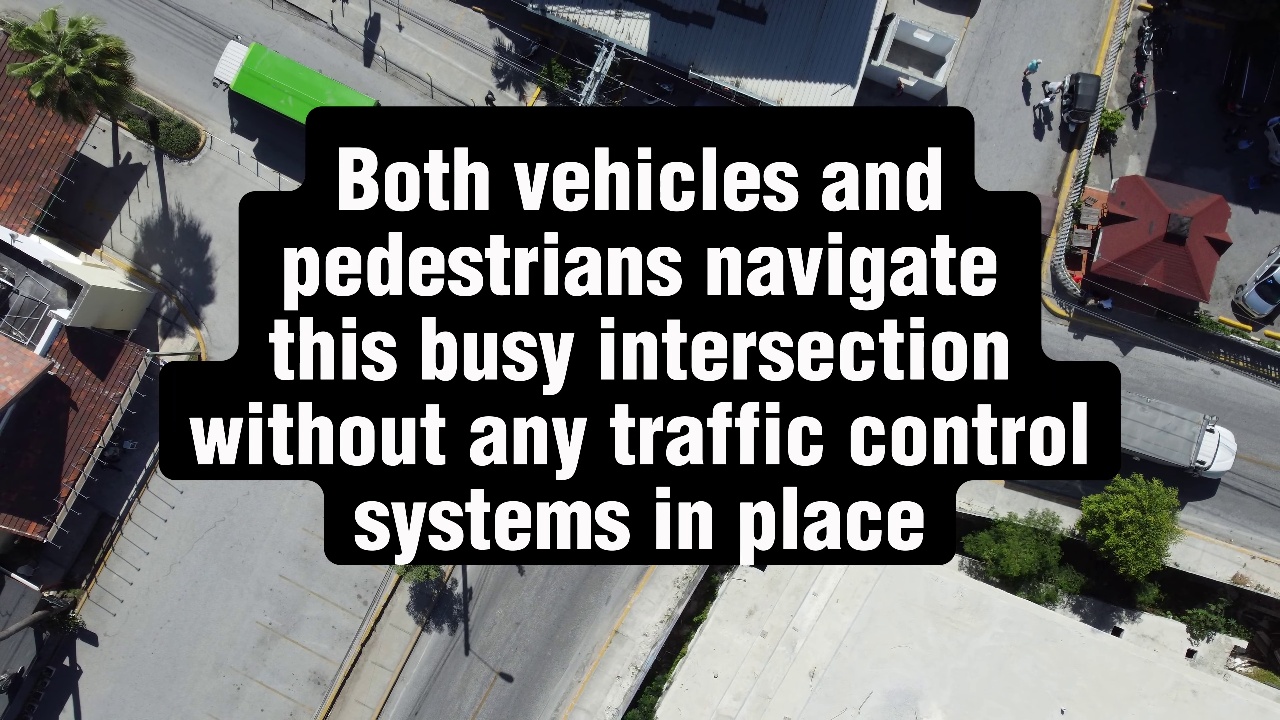 Both vehicles and
pedestrians navigate
this busy intersection
without any traffic control
systems in place